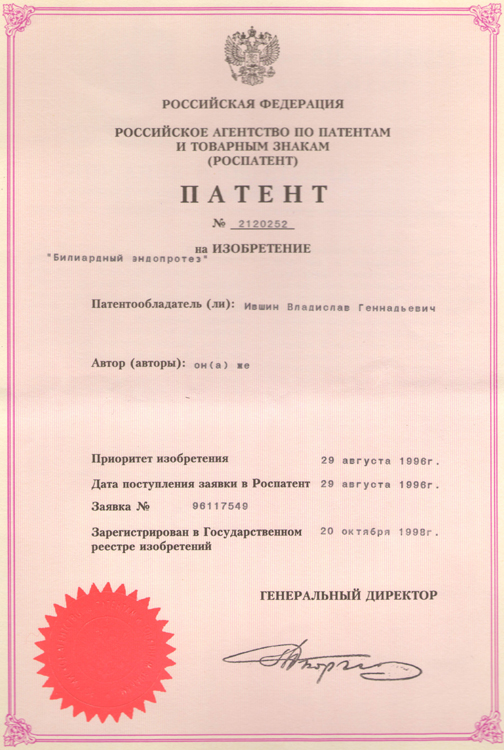 РОССИЙСКАЯ ФЕДЕРАЦИЯ
РОССИЙСКОЕ АГЕНТСТВО ПО ПАТЕНТАМ
И ТОВАРНЫМ ЗНАКАМ
(РОСПАТЕНТ)
ПАТЕНТ
№ 2120252
на ИЗОБРЕТЕНИЕ
"Билиардный эндопротез"
Патентообладатель (ли): Ившин Владислав Геннадьевич
Автор (авторы): он(а) же
Приоритет изобретения 29 августа 1996г.
Дата поступления заявки в Роспатент 29 августа 1996г.
Заявка № 96117549
Зарегистрирован в Государственном 20 октября 1998г.
реестре изобретений
ГЕНЕРАЛЬНЫЙ ДИРЕКТОР